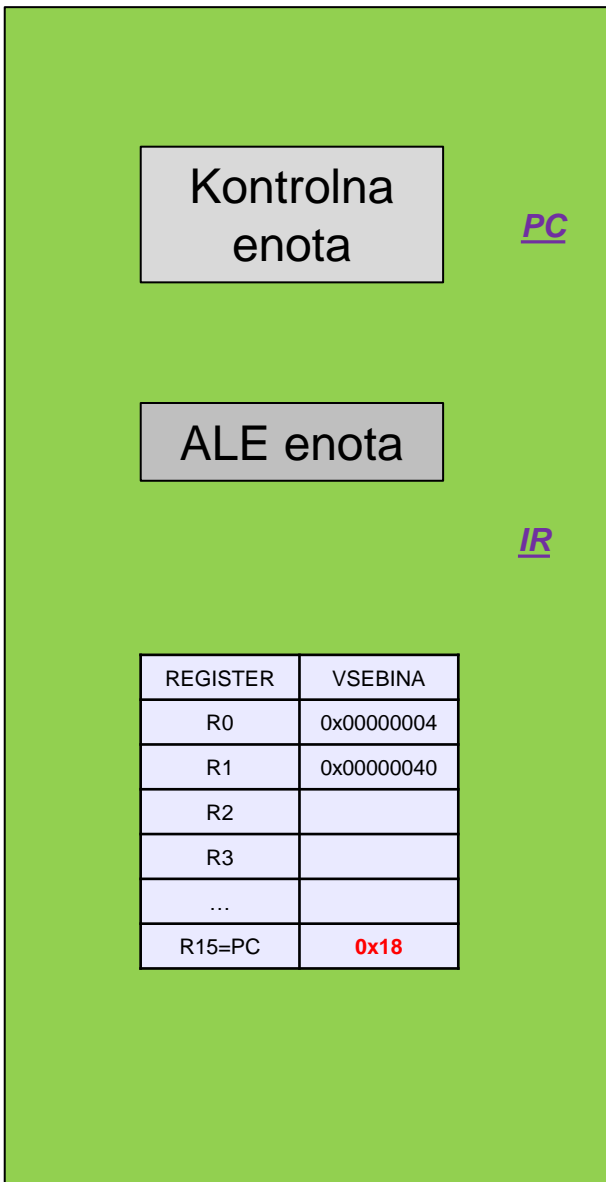 Kontrolna
enota
PC
ALE enota
IR
REGISTER VSEBINA
R0 0x00000004
R1 0x00000040
R2
R3
…
R15=PC 0x18